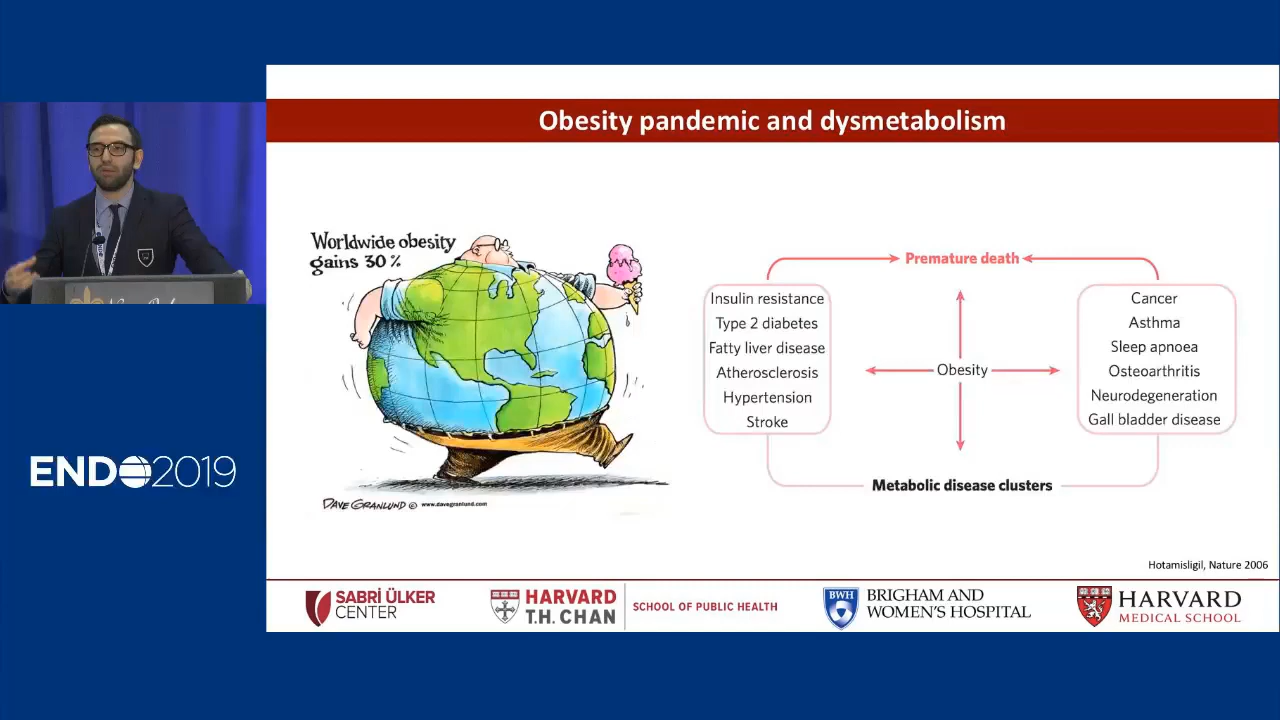 Obesity pandemic and dysmetabolism
Worldwide obesity
gains 30%
DAVE GRANLUND © www.davegranlund.com
Premature death
Insulin resistance
Type 2 diabetes
Fatty liver disease
Atherosclerosis
Hypertension
Stroke
Obesity
Cancer
Asthma
Sleep apnoea
Osteoarthritis
Neurodegeneration
Gall bladder disease
Metabolic disease clusters
Hotamisligil, Nature 2006
ENDO2019
SABRİ ÜLKER
CENTER
HARVARD
T.H. CHAN
SCHOOL OF PUBLIC HEALTH
BWH
BRIGHAM AND
WOMEN'S HOSPITAL
HARVARD
MEDICAL SCHOOL